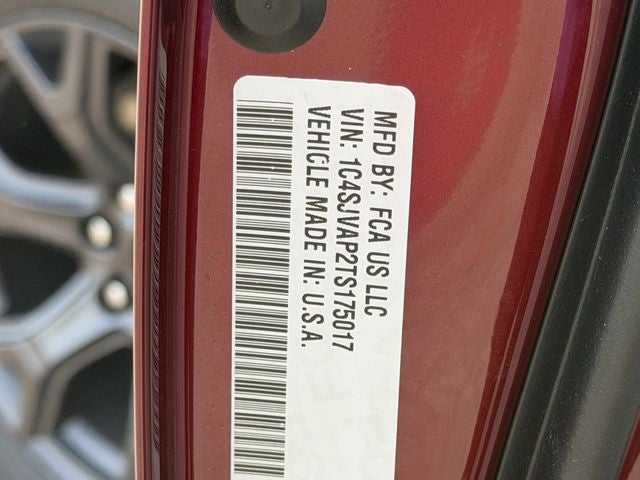 MFD BY: FCA US LLC
VIN: 1C4SJVAP2TS175017
VEHICLE MADE IN: U.S.A.